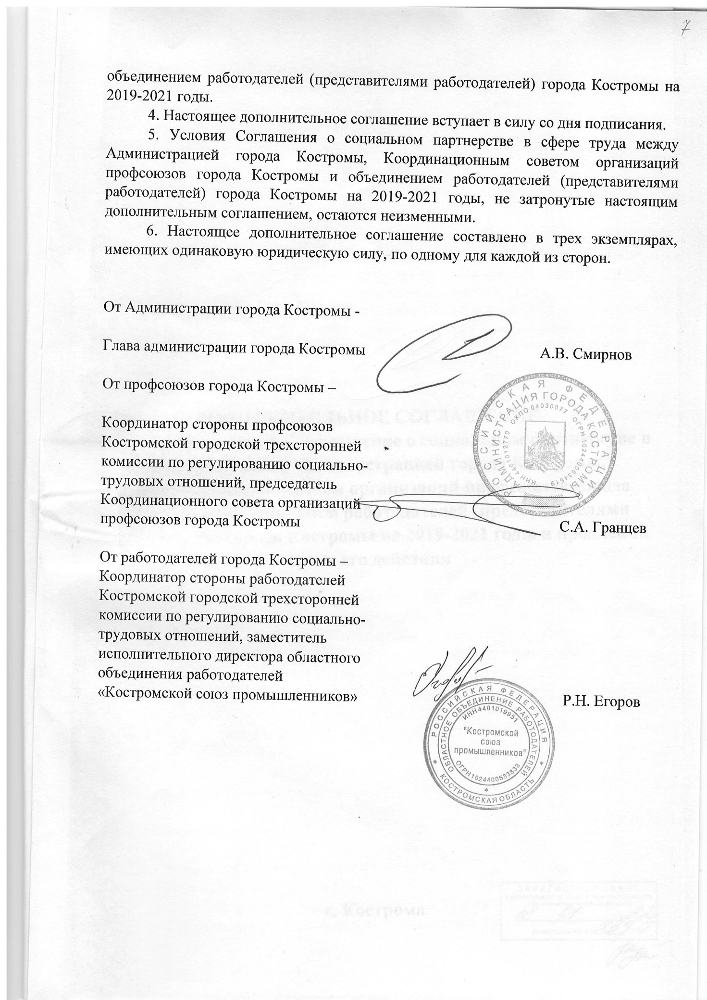 7
объединением работодателей (представителями работодателей) города Костромы на
2019-2021 годы.
4. Настоящее дополнительное соглашение вступает в силу со дня подписания.
5. Условия Соглашения о социальном партнерстве в сфере труда между
Администрацией города Костромы, Координационным советом организаций
профсоюзов города Костромы и объединением работодателей (представителями
работодателей) города Костромы на 2019-2021 годы, не затронутые настоящим
дополнительным соглашением, остаются неизменными.
6. Настоящее дополнительное соглашение составлено в трех экземплярах,
имеющих одинаковую юридическую силу, по одному для каждой из сторон.
От Администрации города Костромы -
Глава администрации города Костромы
А.В. Смирнов
От профсоюзов города Костромы –
РОССИЙСКАЯ ФЕДЕРАЦИЯ
АДМИНИСТРАЦИЯ ГОРОДА КОСТРОМЫ
ИНН 4401012770 ОКПО 04030877 ОГРН 1024400534619
Координатор стороны профсоюзов
Костромской городской трехсторонней
комиссии по регулированию социально-
трудовых отношений, председатель
Координационного совета организаций
профсоюзов города Костромы
С.А. Гранцев
От работодателей города Костромы –
Координатор стороны работодателей
Костромской городской трехсторонней
комиссии по регулированию социально-
трудовых отношений, заместитель
исполнительного директора областного
объединения работодателей
«Костромской союз промышленников»
Р.Н. Егоров
РОССИЙСКАЯ ФЕДЕРАЦИЯ
ОБЛАСТНОЕ ОБЪЕДИНЕНИЕ РАБОТОДАТЕЛЕЙ
ИНН 4401019951
"Костромской
союз
промышленников"
ОГРН 1024400533838
* КОСТРОМСКАЯ ОБЛАСТЬ *
г. Кострома